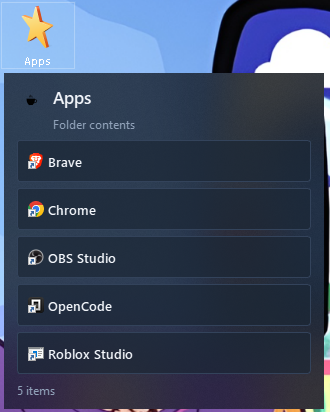 Apps
Apps
Folder contents
Brave
Chrome
OBS Studio
OpenCode
Roblox Studio
5 items